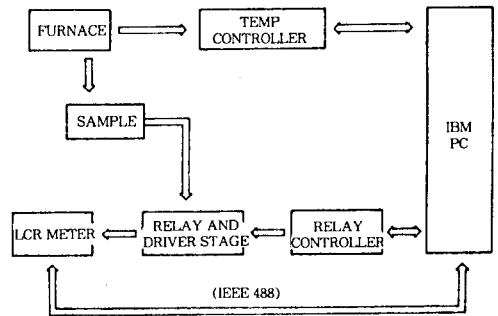 FURNACE
TEMP
CONTROLLER
SAMPLE
IBM
PC
LCR METER
RELAY AND
DRIVER STAGE
RELAY
CONTROLLER
(IEEE 488)